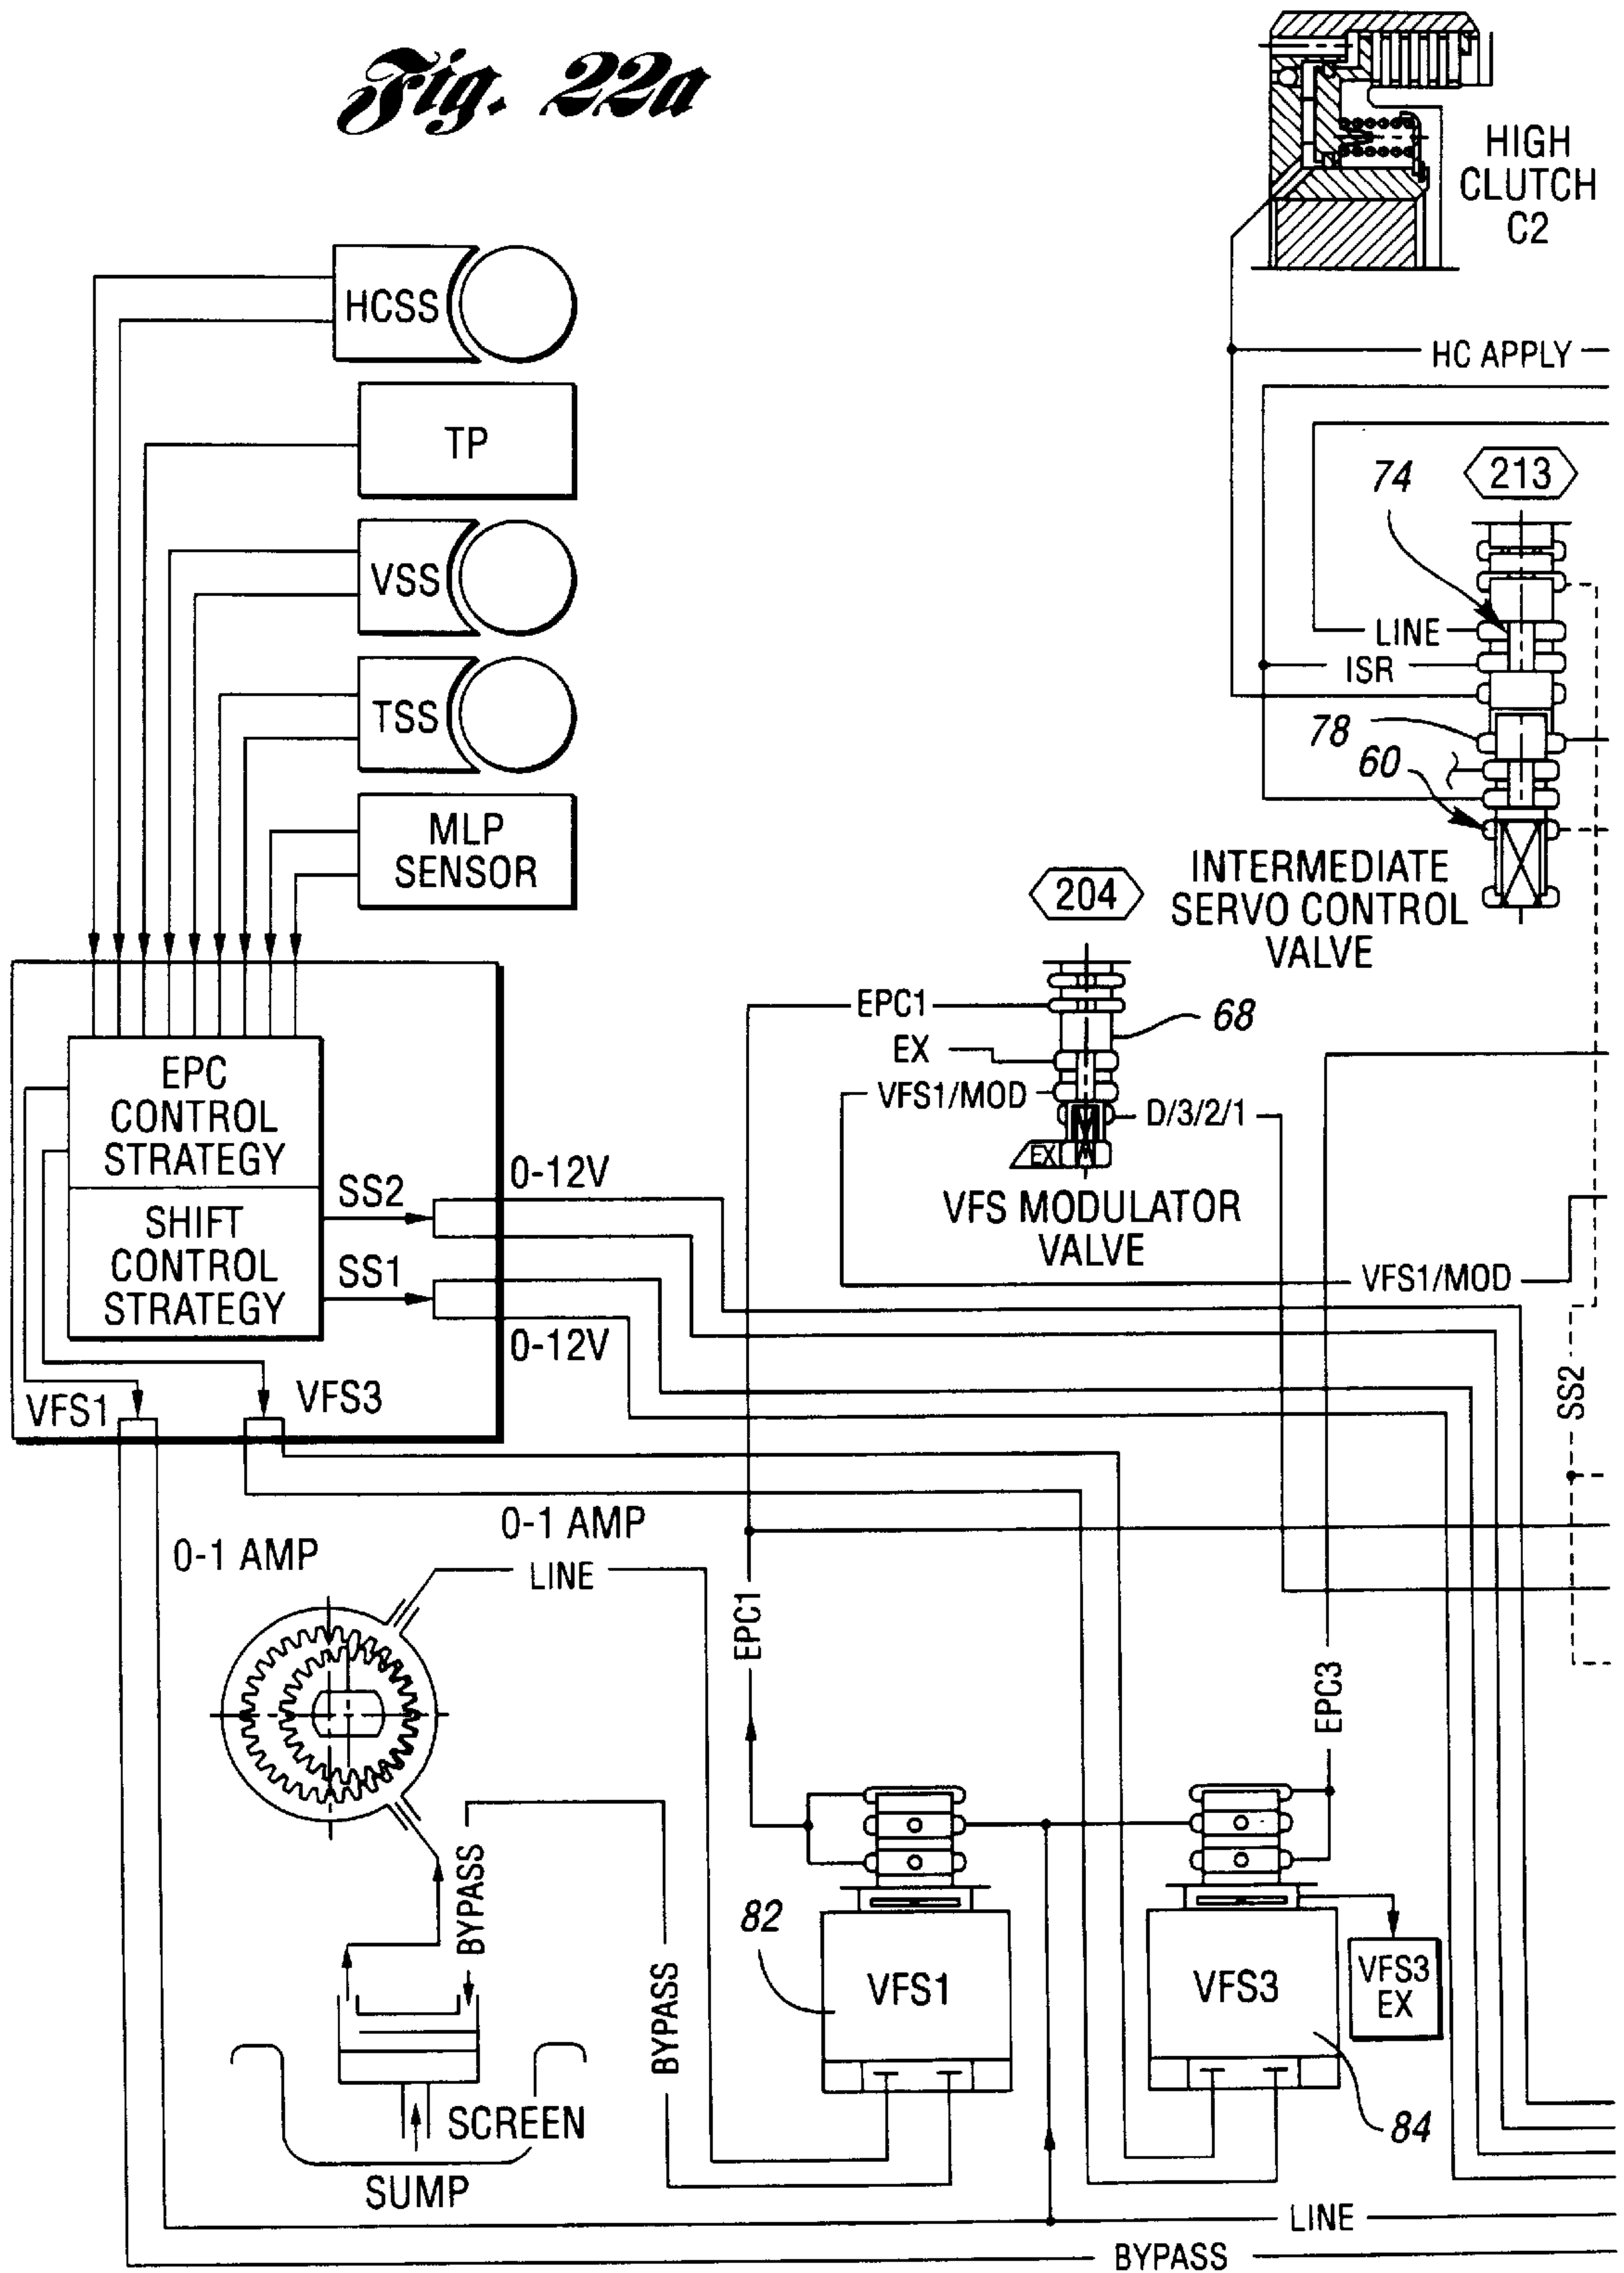 Fig. 22a
HIGH
CLUTCH
C2
HCSS
HC APPLY
TP
74
213
VSS
LINE
ISR
TSS
78
60
MLP
SENSOR
INTERMEDIATE
SERVO CONTROL
VALVE
204
EPC1
68
EX
VFS1/MOD
D/3/2/1
EX
VFS MODULATOR
VALVE
EPC
CONTROL
STRATEGY
SS2
0-12V
SHIFT
CONTROL
STRATEGY
SS1
0-12V
VFS1/MOD
SS2
VFS1
VFS3
0-1 AMP
0-1 AMP
LINE
EPC1
EPC3
BYPASS
BYPASS
82
VFS1
VFS3
VFS3
EX
84
SCREEN
SUMP
LINE
BYPASS